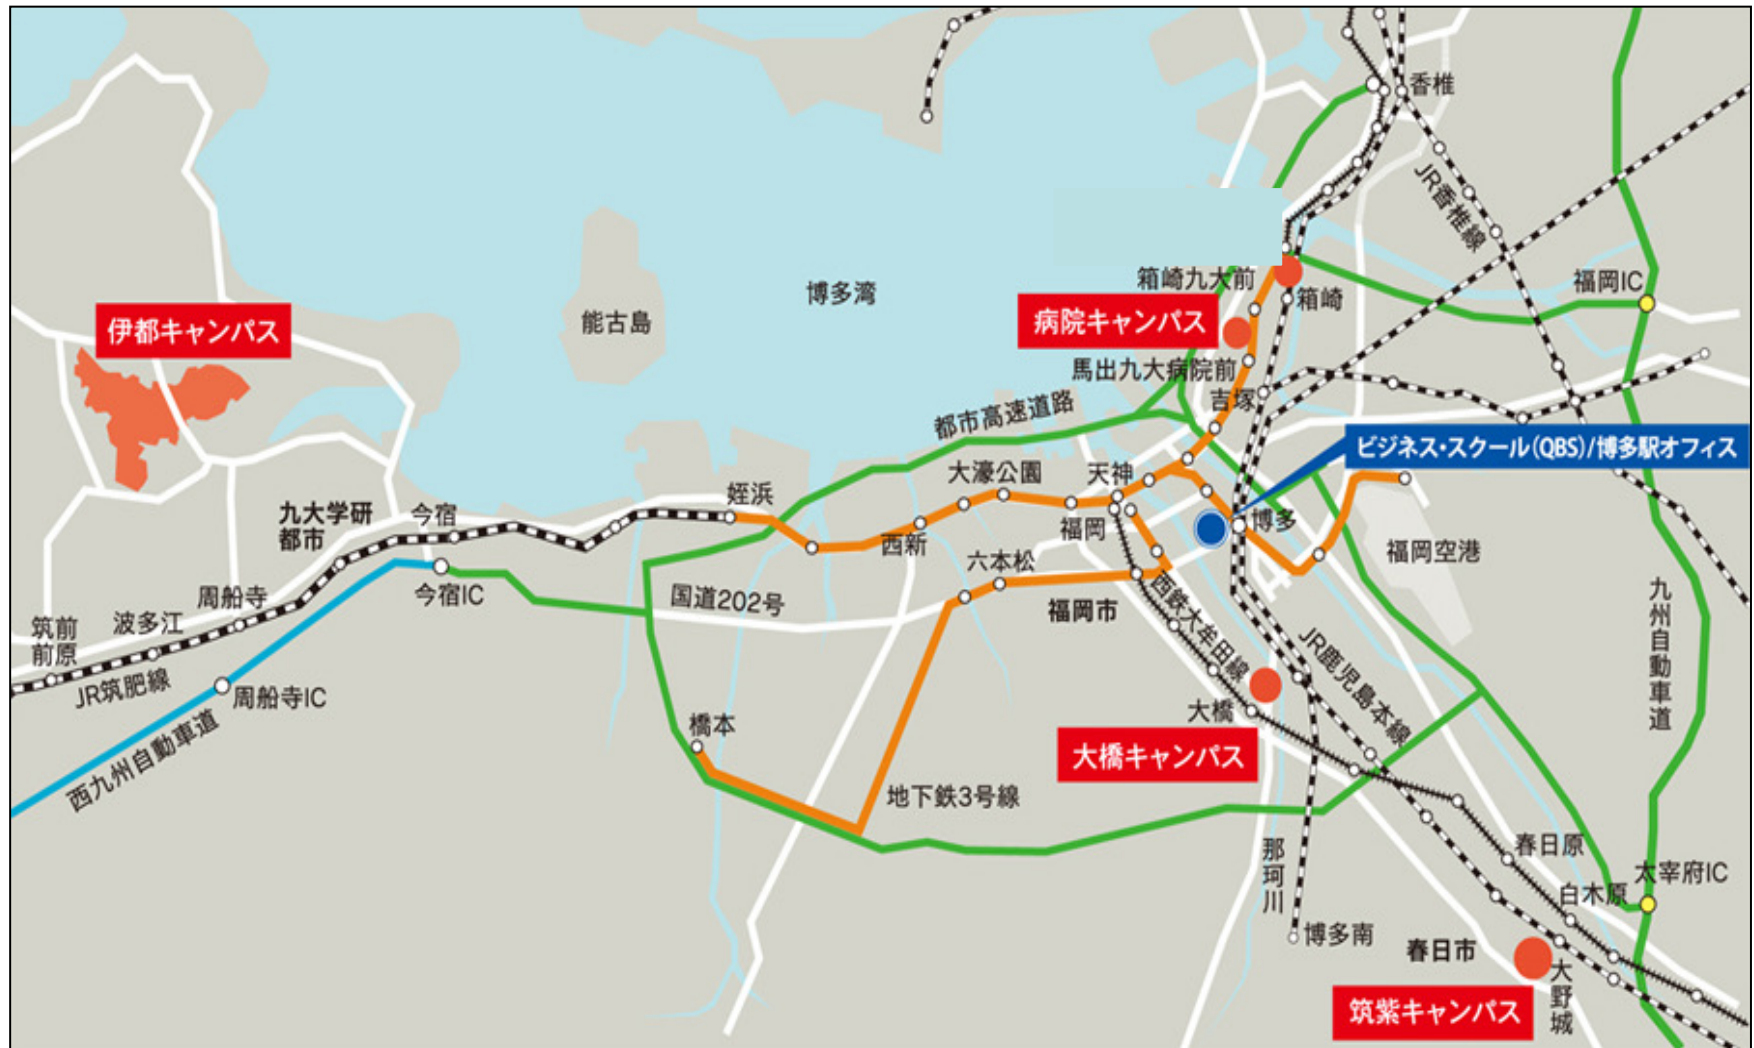 香椎
JR香椎線
福岡IC
箱崎九大前
箱崎
博多湾
能古島
伊都キャンパス
病院キャンパス
馬出九大病院前
吉塚
都市高速道路
ビジネス・スクール(QBS)/博多駅オフィス
大濠公園
天神
姪浜
九大学研
都市
今宿
西新
福岡
博多
福岡空港
六本松
今宿IC
国道202号
福岡市
周船寺
波多江
筑前
前原
JR筑肥線
周船寺IC
西九州自動車道
西鉄大牟田線
JR鹿児島本線
九州自動車道
橋本
大橋
大橋キャンパス
地下鉄3号線
那珂川
春日原
太宰府IC
白木原
博多南
春日市
大野城
筑紫キャンパス